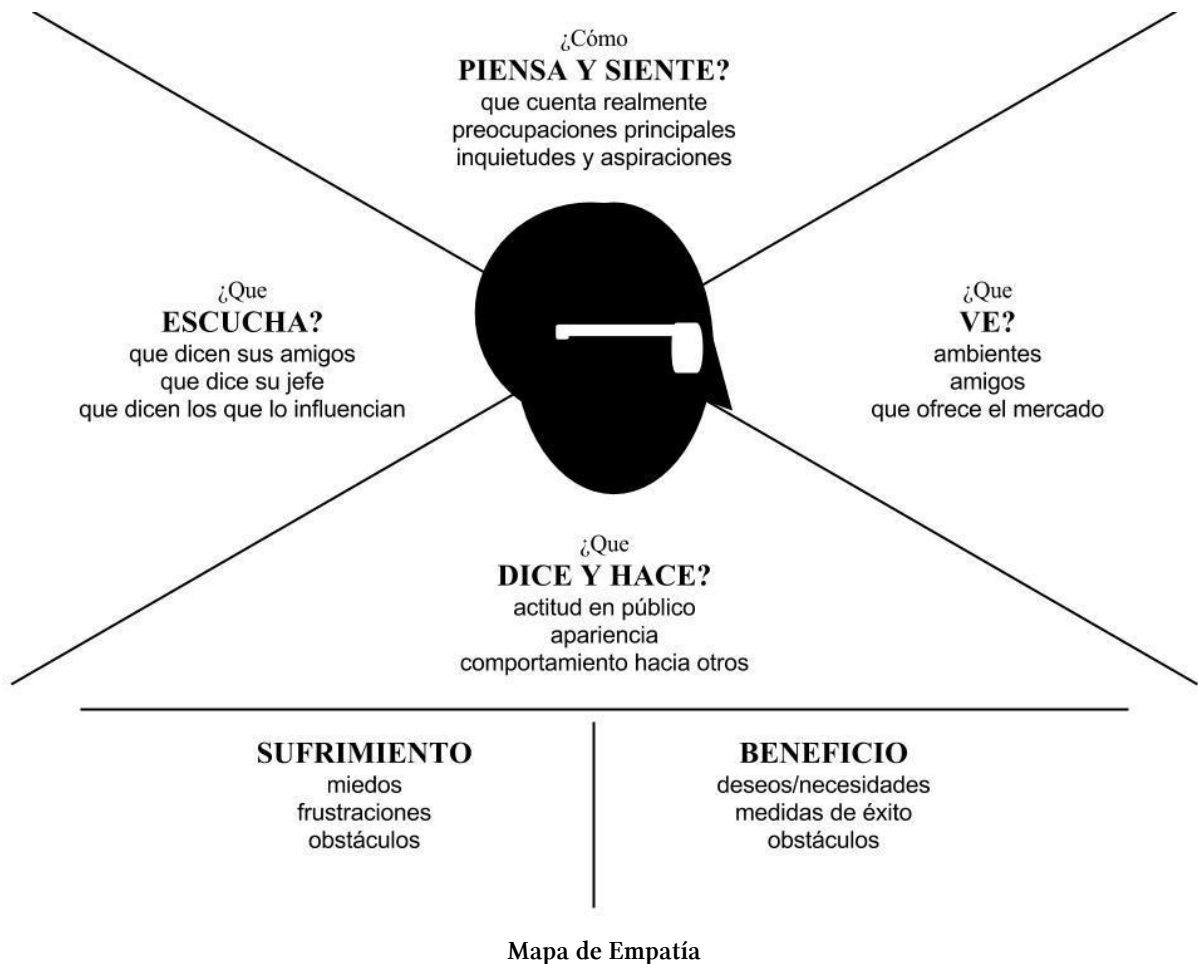 ¿Cómo
PIENSA Y SIENTE?
que cuenta realmente
preocupaciones principales
inquietudes y aspiraciones
¿Que
ESCUCHA?
que dicen sus amigos
que dice su jefe
que dicen los que lo influencian
¿Que
VE?
ambientes
amigos
que ofrece el mercado
¿Que
DICE Y HACE?
actitud en público
apariencia
comportamiento hacia otros
SUFRIMIENTO
miedos
frustraciones
obstáculos
BENEFICIO
deseos/necesidades
medidas de éxito
obstáculos
Mapa de Empatía